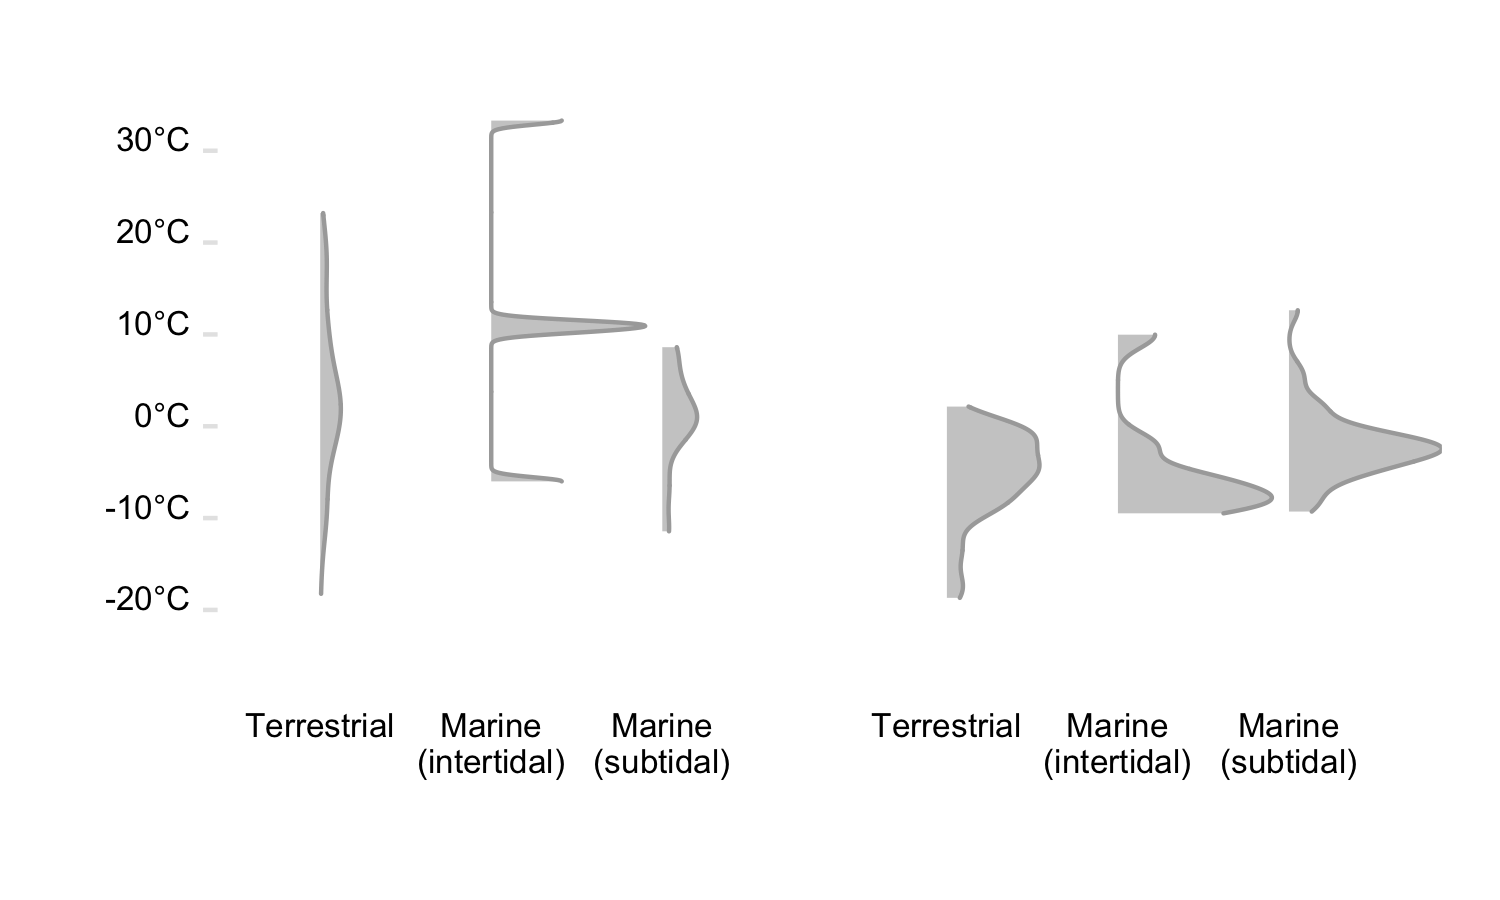 30°C
20°C
10°C
0°C
-10°C
-20°C
Terrestrial
Marine
(intertidal)
Marine
(subtidal)
Terrestrial
Marine
(intertidal)
Marine
(subtidal)